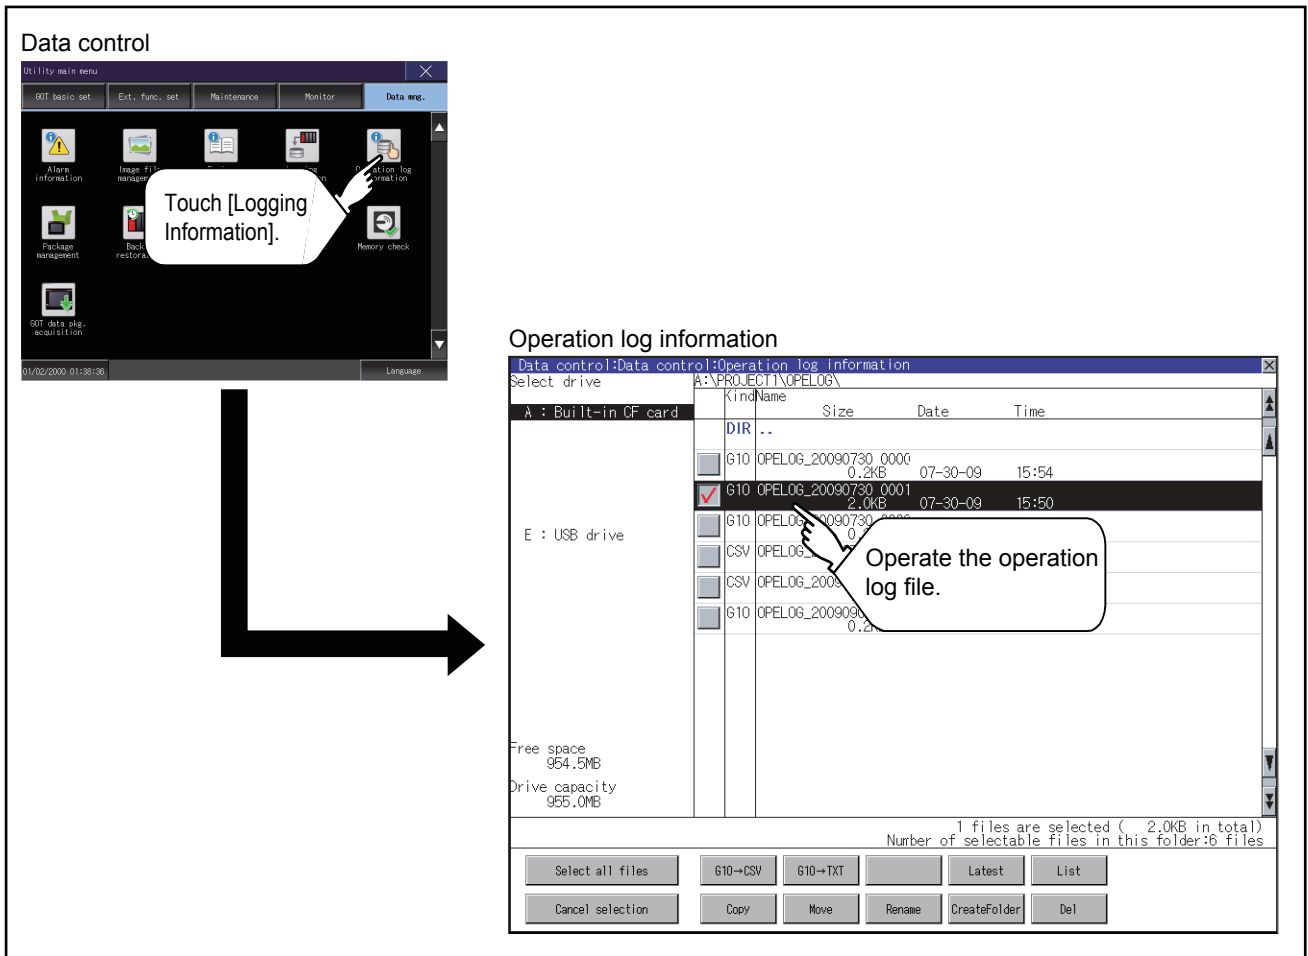 Data control
Utility main menu
GOT basic set
Ext. func. set
Maintenance
Monitor
Data mng.
Alarm
information
Image file
Package
management
Memory check
GOT data pkg.
acquisition
Touch [Logging
Information].
01/02/2000 01:38:36
Language
Operation log information
Data control:Data control:Operation log information
Select drive
A:\PROJECT1\OPELOG\
Kind Name
Size Date Time
A : Built-in CF card
DIR ..
G10 OPELOG_20090730_0000
0.2KB 07-30-09 15:54
G10 OPELOG_20090730_0001
2.0KB 07-30-09 15:50
G10
E : USB drive
CSV
CSV
G10
Operate the operation
log file.
Free space
954.5MB
Drive capacity
955.0MB
1 files are selected ( 2.0KB in total)
Number of selectable files in this folder:6 files
Select all files
G10→CSV
G10→TXT
Latest
List
Cancel selection
Copy
Move
Rename
CreateFolder
Del